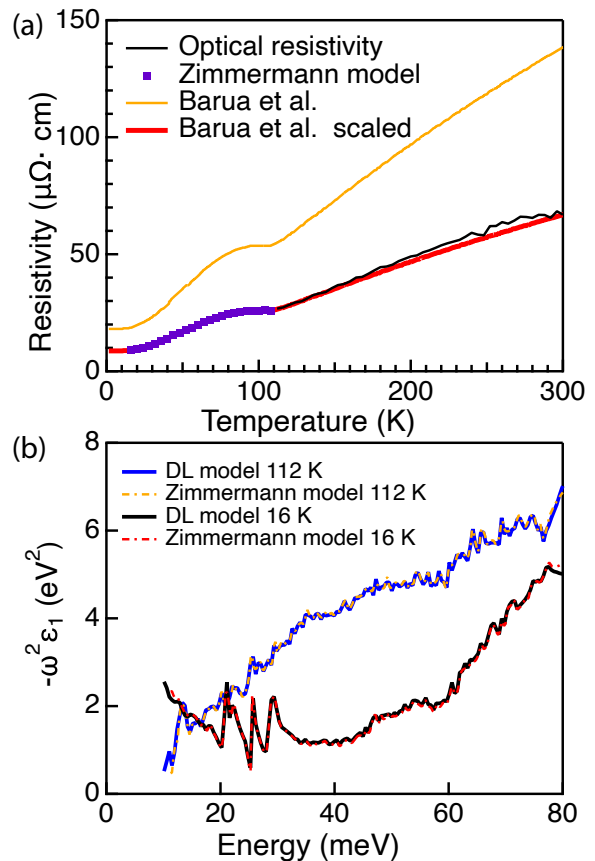 (a)
150
100
50
0
Resistivity (μΩ· cm)
Optical resistivity
Zimmermann model
Barua et al.
Barua et al. scaled
0
100
200
300
Temperature (K)
(b)
8
6
4
2
0
-ω²ε₁ (eV²)
DL model 112 K
Zimmermann model 112 K
DL model 16 K
Zimmermann model 16 K
0
20
40
60
80
Energy (meV)